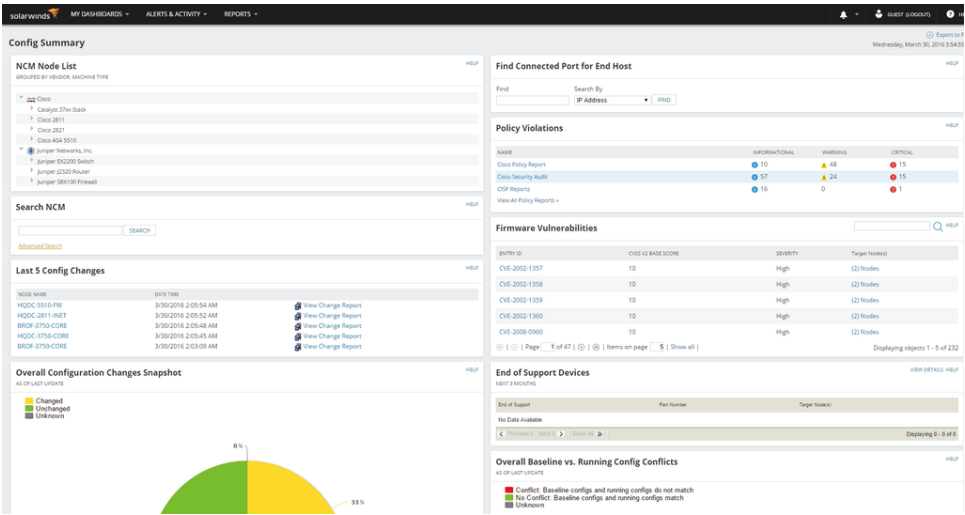 solarwinds MY DASHBOARDS ALERTS & ACTIVITY REPORTS GUEST (LOGOUT)
Export to
Config Summary
Wednesday, March 30, 2016 3:54:55
NCM Node List HELP
GROUPED BY VENDOR, MACHINE TYPE
Cisco
Catalyst 37xx Stack
Cisco 2811
Cisco 2821
Cisco ASA 5510
Juniper Networks, Inc.
Juniper EX2200 Switch
Juniper J2320 Router
Juniper SRX100 Firewall
Search NCM HELP
SEARCH
Advanced Search
Last 5 Config Changes HELP
NODE NAME DATE TIME
HQDC-5510-FW 3/30/2016 2:05:54 AM View Change Report
HQDC-2811-INET 3/30/2016 2:05:52 AM View Change Report
BROF-3750-CORE 3/30/2016 2:05:48 AM View Change Report
HQDC-3750-CORE 3/30/2016 2:05:45 AM View Change Report
BROF-3750-CORE 3/30/2016 2:03:09 AM View Change Report
Overall Configuration Changes Snapshot HELP
AS OF LAST UPDATE
Changed
Unchanged
Unknown
0%
33%
Find Connected Port for End Host HELP
Find Search By
IP Address FIND
Policy Violations HELP
NAME INFORMATIONAL WARNING CRITICAL
Cisco Policy Report 10 48 15
Cisco Security Audit 57 24 15
CISP Reports 16 0 1
View All Policy Reports »
Firmware Vulnerabilities HELP
ENTRY ID CVSS V2 BASE SCORE SEVERITY Target Node(s)
CVE-2002-1357 10 High (2) Nodes
CVE-2002-1358 10 High (2) Nodes
CVE-2002-1359 10 High (2) Nodes
CVE-2002-1360 10 High (2) Nodes
CVE-2008-0960 10 High (2) Nodes
| Page 1 of 47 | Items on page 5 | Show all | Displaying objects 1 - 5 of 232
End of Support Devices VIEW DETAILS HELP
NEXT 3 MONTHS
End of Support Part Number Target Node(s)
No Data Available
Previous 5 Next 5 Show All Displaying 0 - 0 of 0
Overall Baseline vs. Running Config Conflicts HELP
AS OF LAST UPDATE
Conflict: Baseline configs and running configs do not match
No Conflict: Baseline configs and running configs match
Unknown